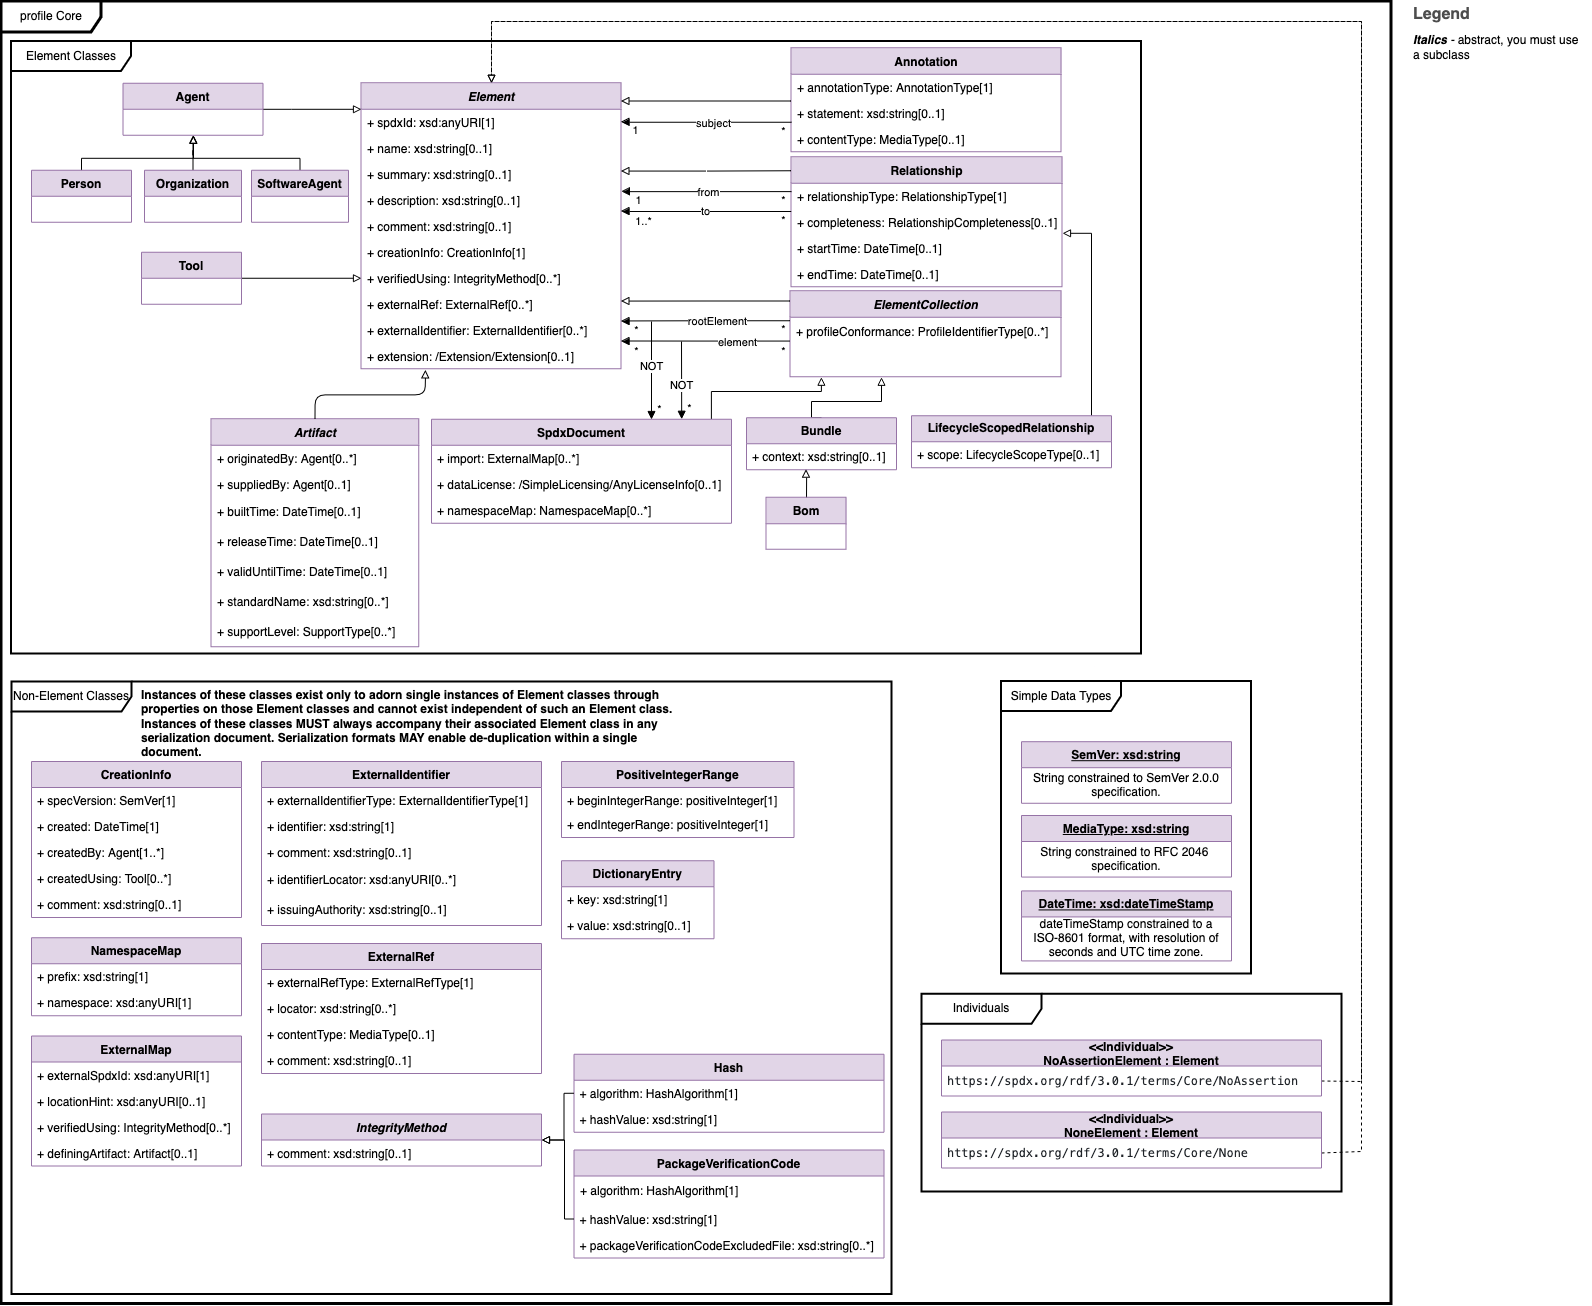 profile Core
Legend
Italics - abstract, you must use
a subclass
Element Classes
Agent
Person
Organization
SoftwareAgent
Tool
Element
+ spdxId: xsd:anyURI[1]
+ name: xsd:string[0..1]
+ summary: xsd:string[0..1]
+ description: xsd:string[0..1]
+ comment: xsd:string[0..1]
+ creationInfo: CreationInfo[1]
+ verifiedUsing: IntegrityMethod[0..*]
+ externalRef: ExternalRef[0..*]
+ externalIdentifier: ExternalIdentifier[0..*]
+ extension: /Extension/Extension[0..1]
subject
1
*
from
1
*
to
1..*
*
rootElement
*
*
element
*
*
NOT
*
NOT
*
Annotation
+ annotationType: AnnotationType[1]
+ statement: xsd:string[0..1]
+ contentType: MediaType[0..1]
Relationship
+ relationshipType: RelationshipType[1]
+ completeness: RelationshipCompleteness[0..1]
+ startTime: DateTime[0..1]
+ endTime: DateTime[0..1]
ElementCollection
+ profileConformance: ProfileIdentifierType[0..*]
Artifact
+ originatedBy: Agent[0..*]
+ suppliedBy: Agent[0..1]
+ builtTime: DateTime[0..1]
+ releaseTime: DateTime[0..1]
+ validUntilTime: DateTime[0..1]
+ standardName: xsd:string[0..*]
+ supportLevel: SupportType[0..*]
SpdxDocument
+ import: ExternalMap[0..*]
+ dataLicense: /SimpleLicensing/AnyLicenseInfo[0..1]
+ namespaceMap: NamespaceMap[0..*]
Bundle
+ context: xsd:string[0..1]
Bom
LifecycleScopedRelationship
+ scope: LifecycleScopeType[0..1]
Non-Element Classes
Instances of these classes exist only to adorn single instances of Element classes through
properties on those Element classes and cannot exist independent of such an Element class.
Instances of these classes MUST always accompany their associated Element class in any
serialization document. Serialization formats MAY enable de-duplication within a single
document.
CreationInfo
+ specVersion: SemVer[1]
+ created: DateTime[1]
+ createdBy: Agent[1..*]
+ createdUsing: Tool[0..*]
+ comment: xsd:string[0..1]
NamespaceMap
+ prefix: xsd:string[1]
+ namespace: xsd:anyURI[1]
ExternalMap
+ externalSpdxId: xsd:anyURI[1]
+ locationHint: xsd:anyURI[0..1]
+ verifiedUsing: IntegrityMethod[0..*]
+ definingArtifact: Artifact[0..1]
ExternalIdentifier
+ externalIdentifierType: ExternalIdentifierType[1]
+ identifier: xsd:string[1]
+ comment: xsd:string[0..1]
+ identifierLocator: xsd:anyURI[0..*]
+ issuingAuthority: xsd:string[0..1]
ExternalRef
+ externalRefType: ExternalRefType[1]
+ locator: xsd:string[0..*]
+ contentType: MediaType[0..1]
+ comment: xsd:string[0..1]
IntegrityMethod
+ comment: xsd:string[0..1]
PositiveIntegerRange
+ beginIntegerRange: positiveInteger[1]
+ endIntegerRange: positiveInteger[1]
DictionaryEntry
+ key: xsd:string[1]
+ value: xsd:string[0..1]
Hash
+ algorithm: HashAlgorithm[1]
+ hashValue: xsd:string[1]
PackageVerificationCode
+ algorithm: HashAlgorithm[1]
+ hashValue: xsd:string[1]
+ packageVerificationCodeExcludedFile: xsd:string[0..*]
Simple Data Types
SemVer: xsd:string
String constrained to SemVer 2.0.0
specification.
MediaType: xsd:string
String constrained to RFC 2046
specification.
DateTime: xsd:dateTimeStamp
dateTimeStamp constrained to a
ISO-8601 format, with resolution of
seconds and UTC time zone.
Individuals
<<Individual>>
NoAssertionElement : Element
https://spdx.org/rdf/3.0.1/terms/Core/NoAssertion
<<Individual>>
NoneElement : Element
https://spdx.org/rdf/3.0.1/terms/Core/None